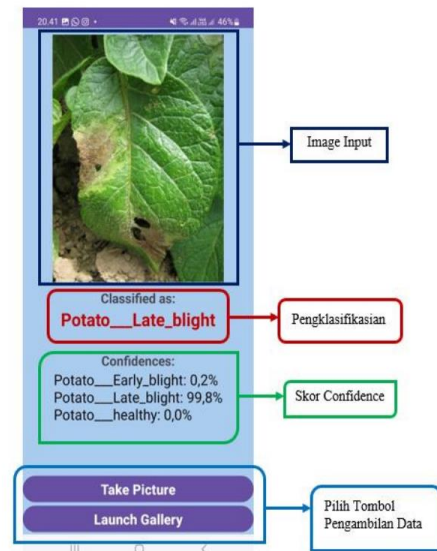 20.41
46%
Image Input
Classified as:
Potato___Late_blight
Pengklasifikasian
Confidences:
Potato___Early_blight: 0,2%
Potato___Late_blight: 99,8%
Potato___healthy: 0,0%
Skor Confidence
Take Picture
Launch Gallery
Pilih Tombol
Pengambilan Data